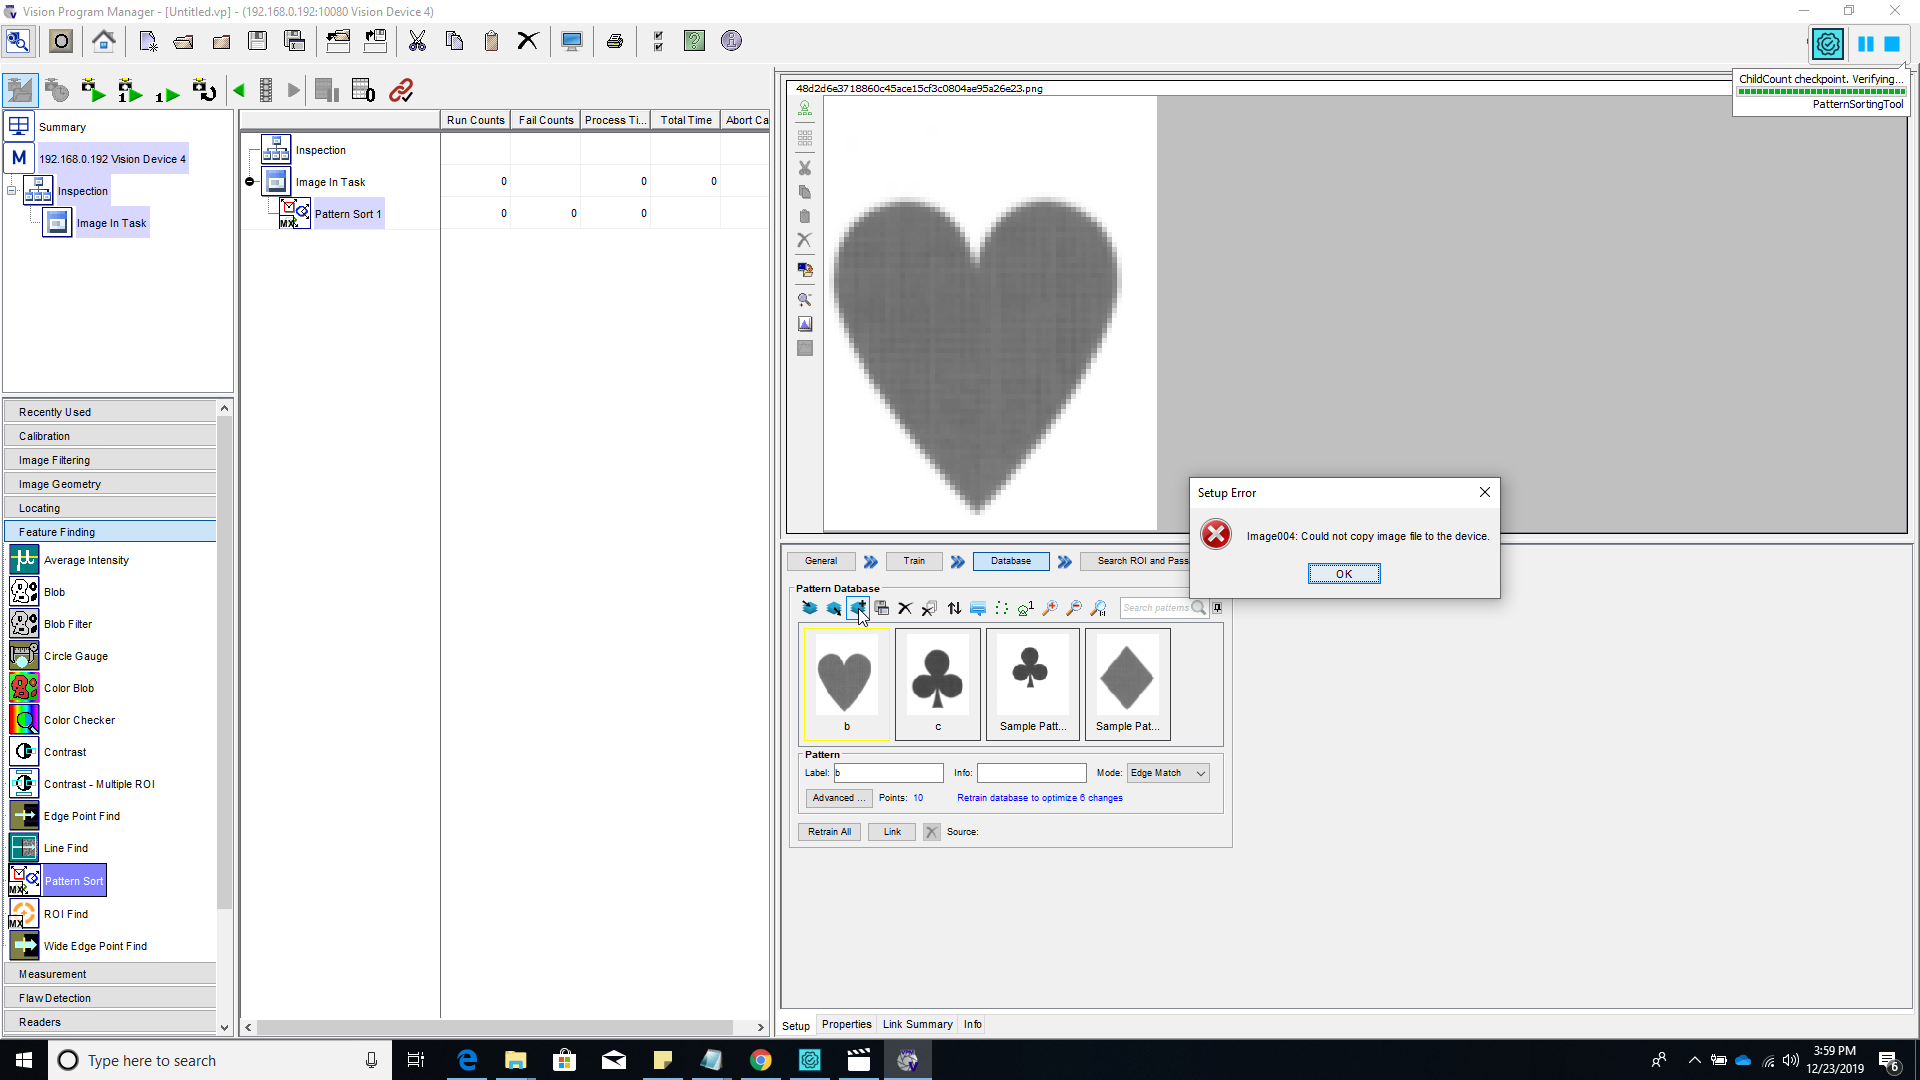 Vision Program Manager - [Untitled.vp] - (192.168.0.192:10080 Vision Device 4)
ChildCount checkpoint. Verifying...
PatternSortingTool
Summary
M
192.168.0.192 Vision Device 4
Inspection
Image In Task
Run Counts Fail Counts Process Ti... Total Time Abort Ca
Inspection
Image In Task 0 0 0
Pattern Sort 1 0 0 0
48d2d6e3718860c45ace15cf3c0804ae95a26e23.png
Recently Used
Calibration
Image Filtering
Image Geometry
Locating
Feature Finding
Average Intensity
Blob
Blob Filter
Circle Gauge
Color Blob
Color Checker
Contrast
Contrast - Multiple ROI
Edge Point Find
Line Find
Pattern Sort
ROI Find
Wide Edge Point Find
Measurement
Flaw Detection
Readers
Setup Error
Image004: Could not copy image file to the device.
OK
General Train Database Search ROI and Pass
Pattern Database
Search patterns
b c Sample Patt... Sample Pat...
Pattern
Label: b Info: Mode: Edge Match
Advanced ... Points: 10 Retrain database to optimize 6 changes
Retrain All Link Source:
Setup Properties Link Summary Info
Type here to search
3:59 PM
12/23/2019
6